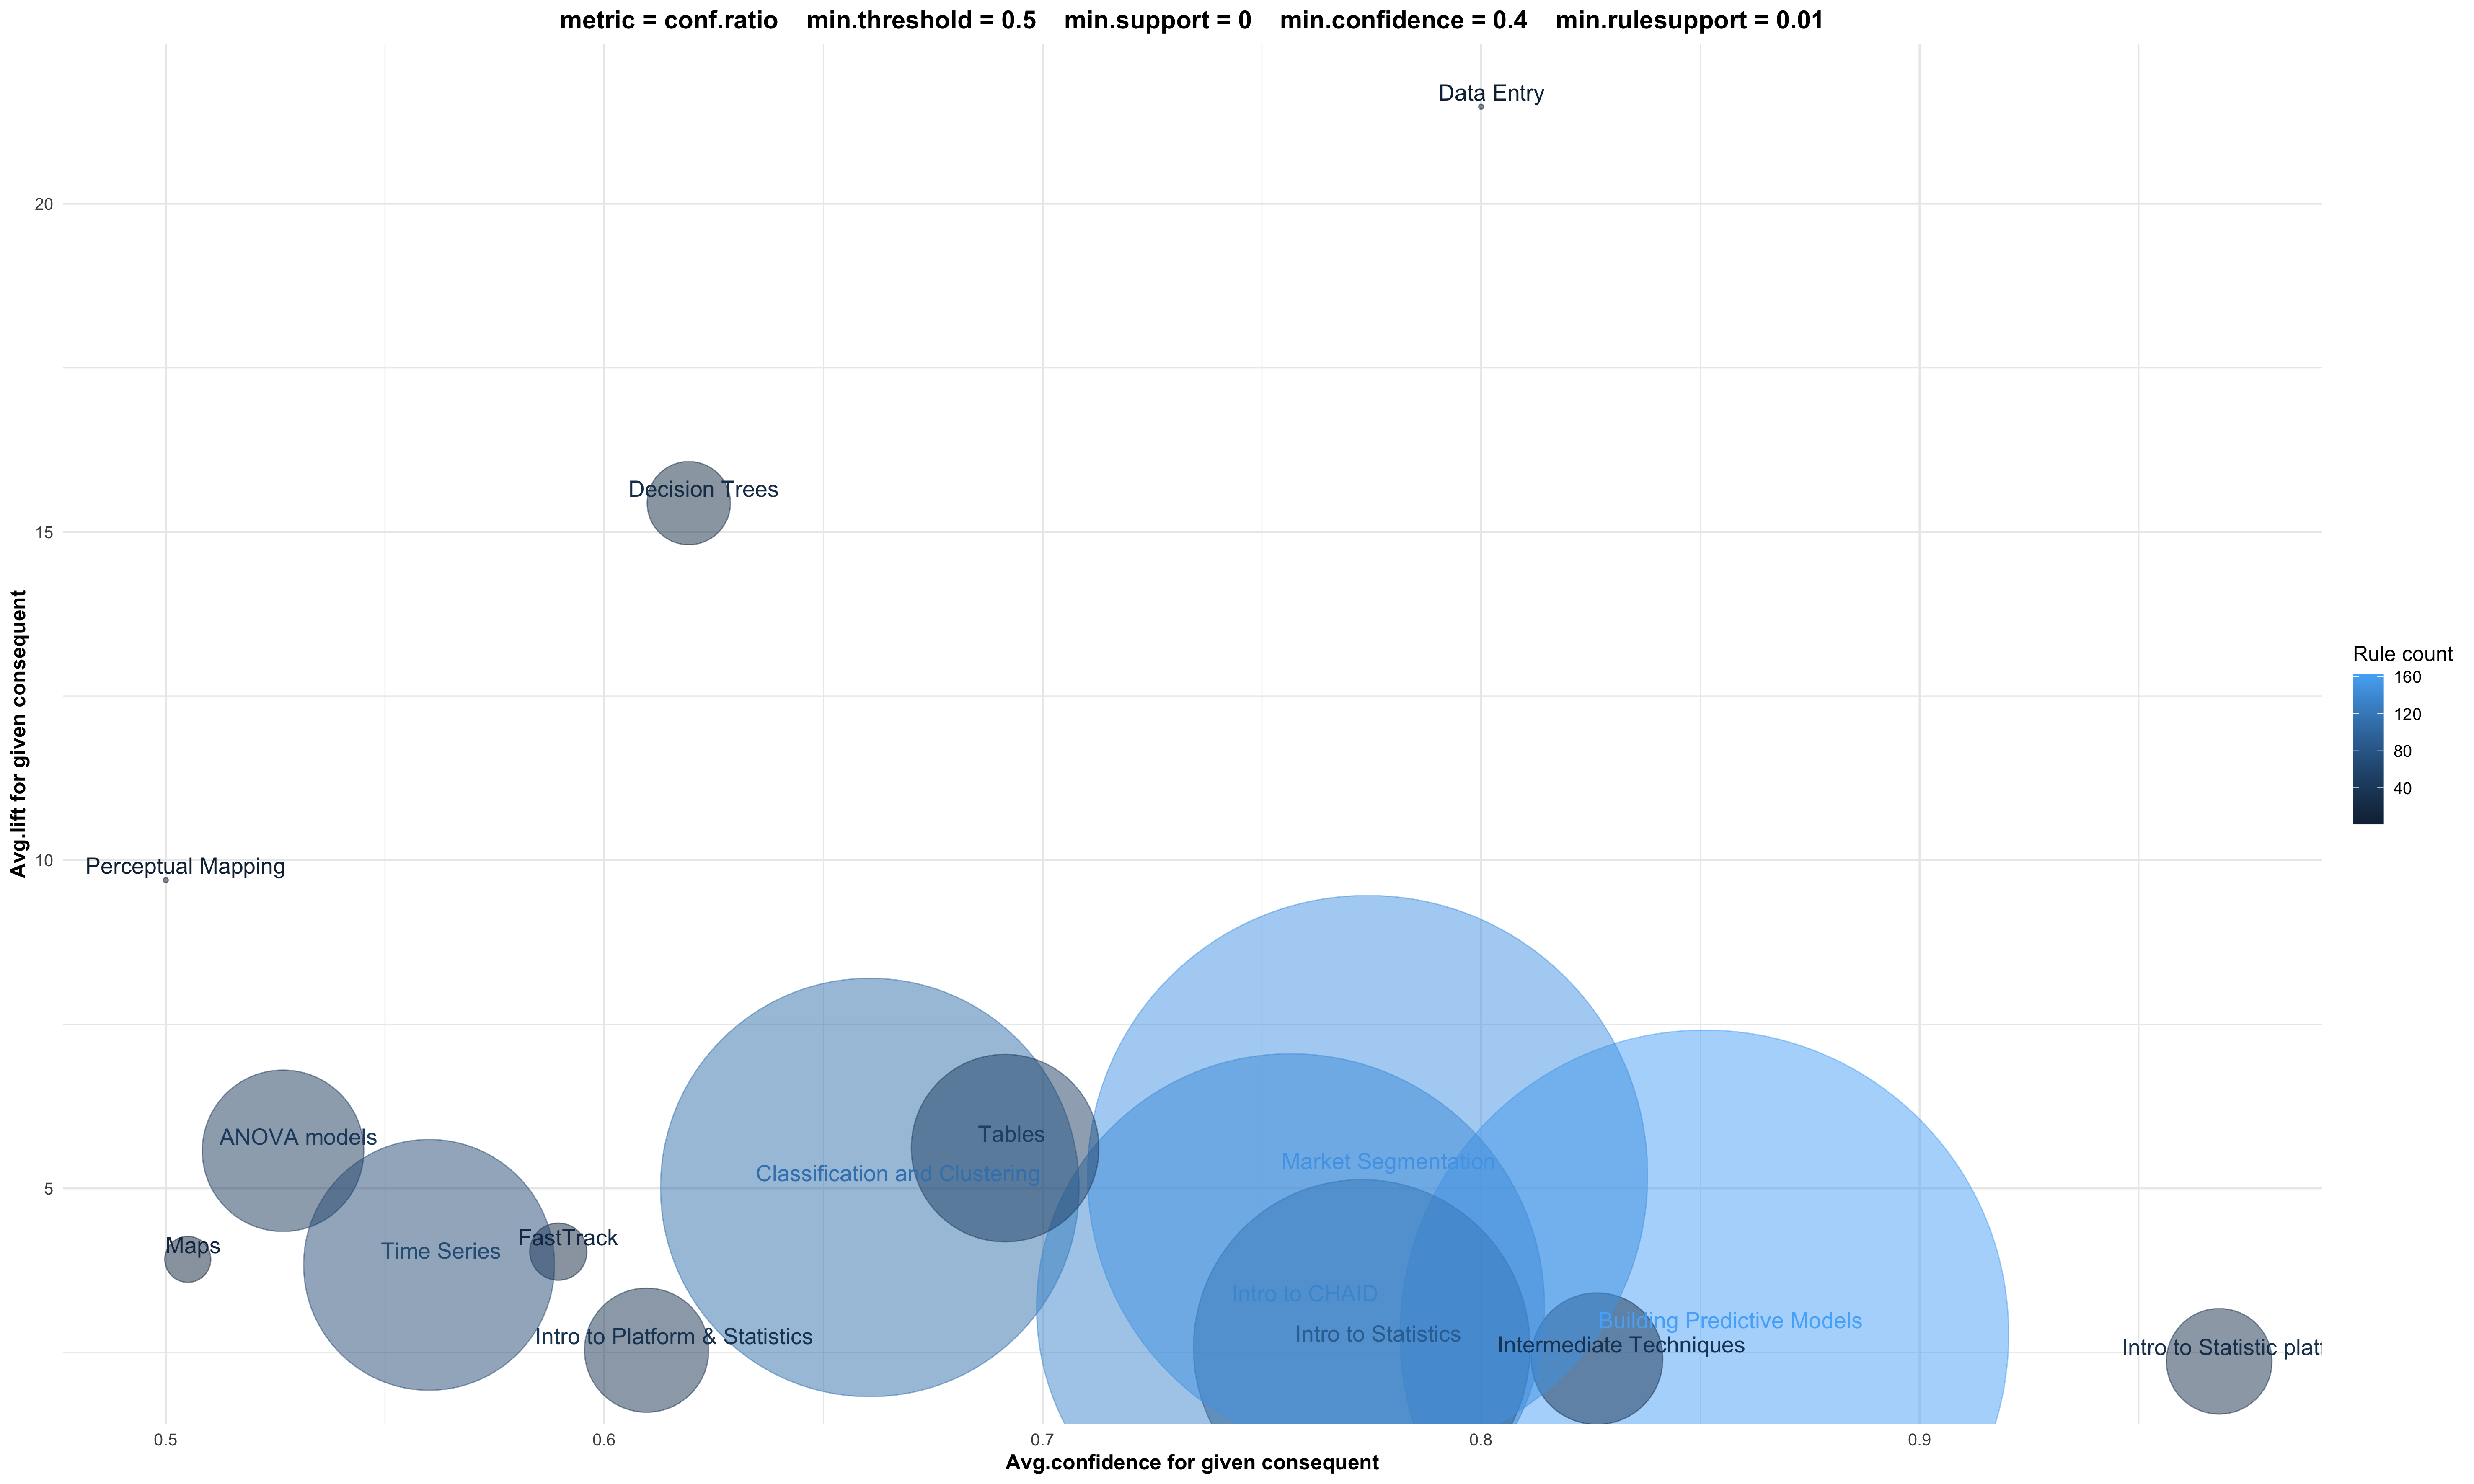 metric = conf.ratio    min.threshold = 0.5    min.support = 0    min.confidence = 0.4    min.rulesupport = 0.01
Data Entry
20
Decision Trees
15
Rule count
160
120
80
40
Avg.lift for given consequent
Perceptual Mapping
10
ANOVA models
Tables
Market Segmentation
Classification and Clustering
5
Maps
Time Series
FastTrack
Intro to CHAID
Building Predictive Models
Intro to Platform & Statistics
Intro to Statistics
Intermediate Techniques
Intro to Statistic
0.5
0.6
0.7
0.8
0.9
Avg.confidence for given consequent